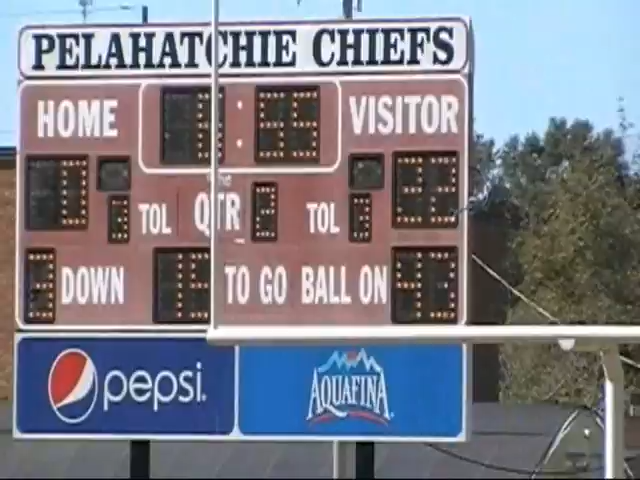 PELAHATCHIE CHIEFS
HOME VISITOR
TOL QTR TOL
DOWN TO GO BALL ON
pepsi. AQUAFINA